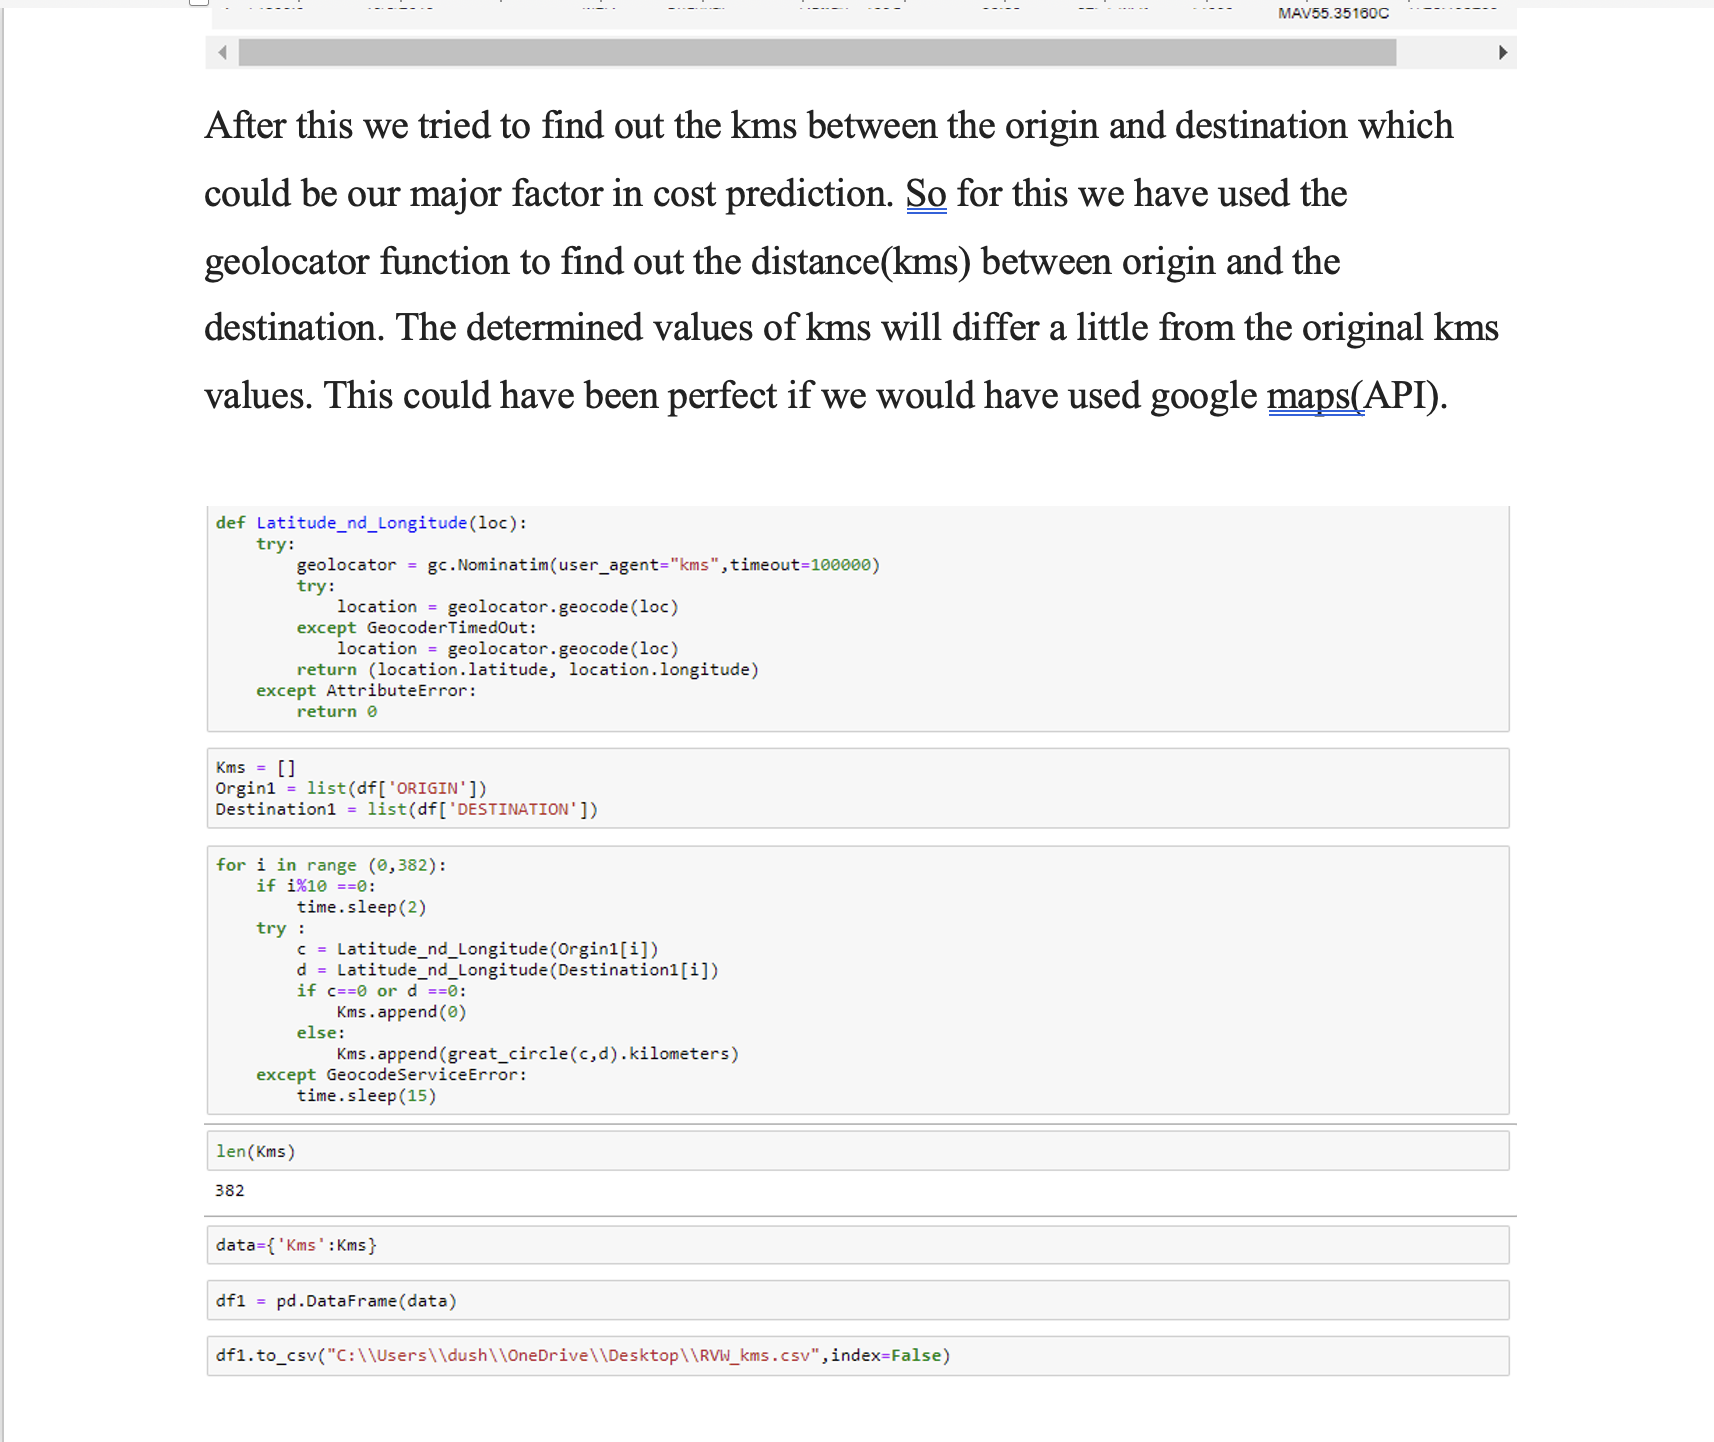 MAV55.35160C
After this we tried to find out the kms between the origin and destination which
could be our major factor in cost prediction. So for this we have used the
geolocator function to find out the distance(kms) between origin and the
destination. The determined values of kms will differ a little from the original kms
values. This could have been perfect if we would have used google maps(API).
def Latitude_nd_Longitude(loc):
    try:
        geolocator = gc.Nominatim(user_agent="kms",timeout=100000)
        try:
            location = geolocator.geocode(loc)
        except GeocoderTimedOut:
            location = geolocator.geocode(loc)
        return (location.latitude, location.longitude)
    except AttributeError:
        return 0
Kms = []
Orgin1 = list(df['ORIGIN'])
Destination1 = list(df['DESTINATION'])
for i in range (0,382):
    if i%10 ==0:
        time.sleep(2)
    try :
        c = Latitude_nd_Longitude(Orgin1[i])
        d = Latitude_nd_Longitude(Destination1[i])
        if c==0 or d ==0:
            Kms.append(0)
        else:
            Kms.append(great_circle(c,d).kilometers)
    except GeocodeServiceError:
        time.sleep(15)
len(Kms)
382
data={'Kms':Kms}
df1 = pd.DataFrame(data)
df1.to_csv("C:\\Users\\dush\\OneDrive\\Desktop\\RVW_kms.csv",index=False)